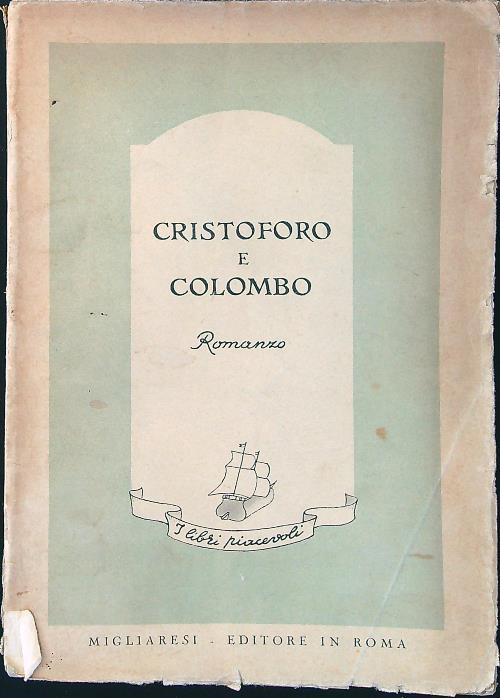 CRISTOFORO
E
COLOMBO
Romanzo
I libri piacevoli
MIGLIARESI - EDITORE IN ROMA